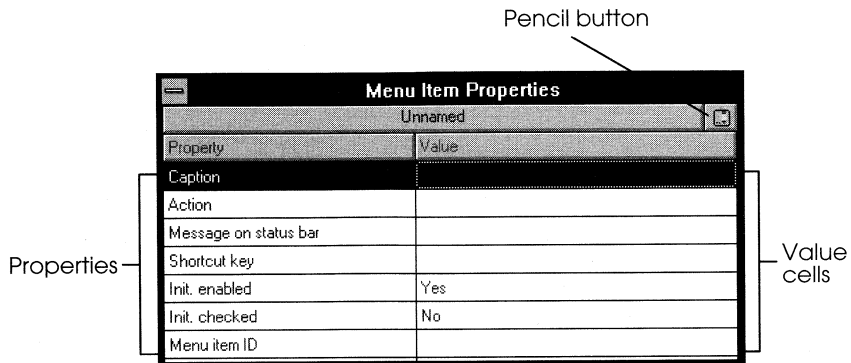 Pencil button
Menu Item Properties
Unnamed
Property Value
Caption
Action
Message on status bar
Shortcut key
Init. enabled Yes
Init. checked No
Menu item ID
Properties
Value
cells